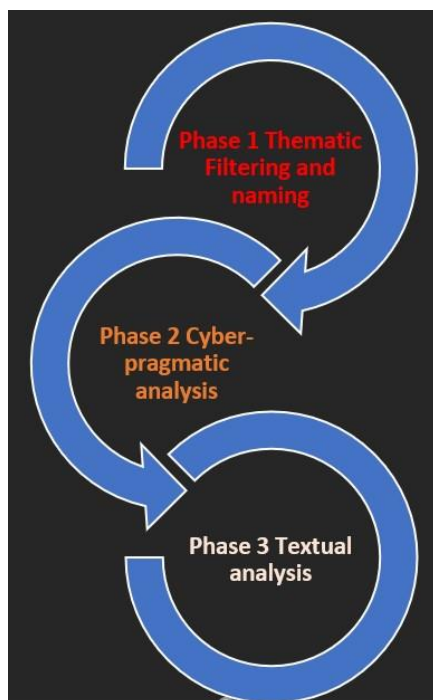 Phase 1 Thematic
Filtering and
naming
Phase 2 Cyber-
pragmatic
analysis
Phase 3 Textual
analysis